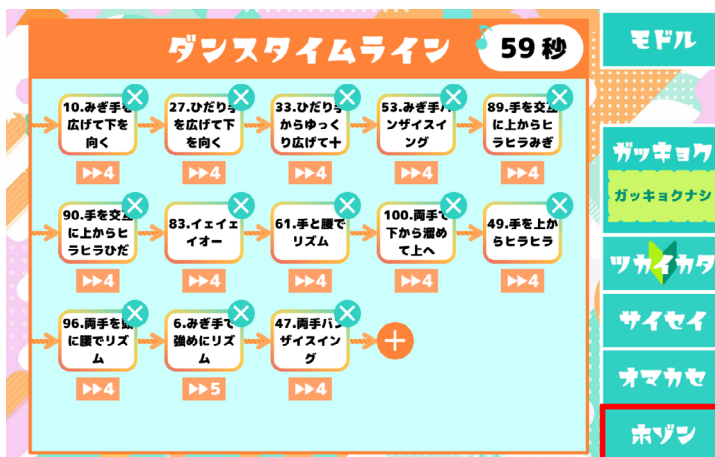 ダンスタイムライン
59 秒
モドル
10.みぎ手を
広げて下を
向く
27.ひだり手
を広げて下
を向く
33.ひだり手
からゆっく
り広げて十
53.みぎ手バ
ンザイスイ
ング
89.手を交互
に上からヒ
ラヒラみぎ
▶▶4
▶▶4
▶▶4
▶▶4
▶▶4
90.手を交互
に上からヒ
ラヒラひだ
83.イェイェ
イオー
61.手と腰で
リズム
100.両手で
下から溜め
て上へ
49.手を上か
らヒラヒラ
▶▶4
▶▶4
▶▶4
▶▶4
▶▶4
96.両手を
に腰でリズ
ム
6.みぎ手で
強めにリズ
ム
47.両手バン
ザイスイン
グ
▶▶4
▶▶5
▶▶4
ガッキョク
ガッキョクナシ
ツカイカタ
サイセイ
オマカセ
ホゾン